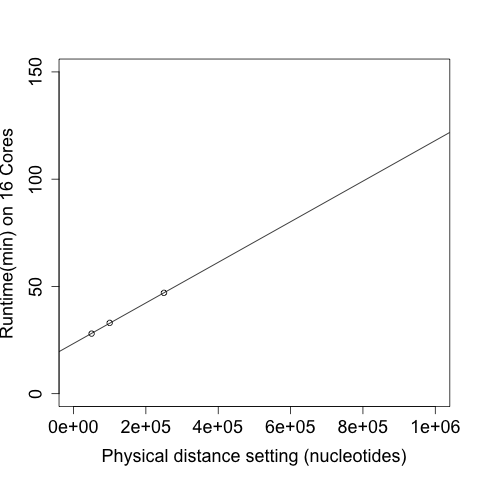 150
100
50
0
Runtime(min) on 16 Cores
0e+00 2e+05 4e+05 6e+05 8e+05 1e+06
Physical distance setting (nucleotides)